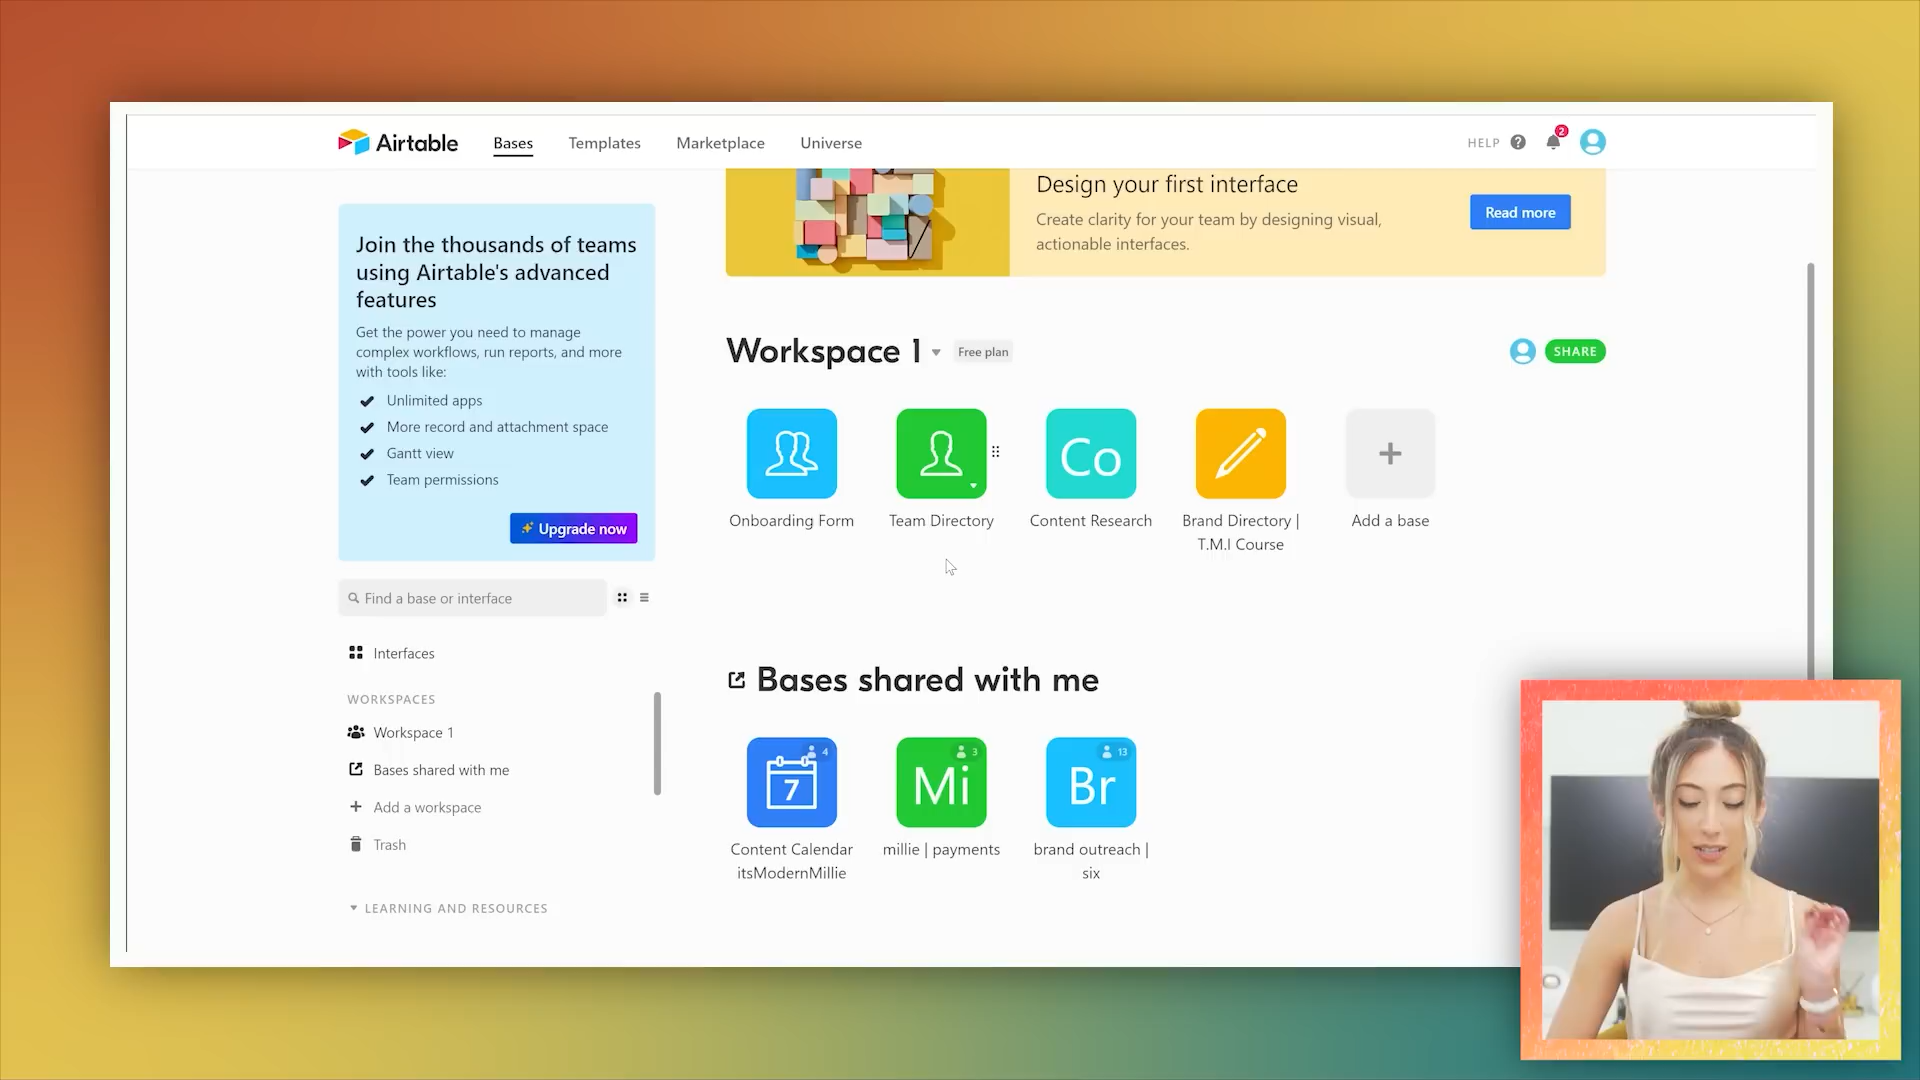 Airtable
Bases
Templates
Marketplace
Universe
HELP
2
Join the thousands of teams
using Airtable's advanced
features
Get the power you need to manage
complex workflows, run reports, and more
with tools like:
Unlimited apps
More record and attachment space
Gantt view
Team permissions
Upgrade now
Find a base or interface
Interfaces
WORKSPACES
Workspace 1
Bases shared with me
Add a workspace
Trash
LEARNING AND RESOURCES
Design your first interface
Create clarity for your team by designing visual,
actionable interfaces.
Read more
Workspace 1
Free plan
SHARE
Onboarding Form
Team Directory
Co
Content Research
Brand Directory |
T.M.I Course
Add a base
Bases shared with me
4
7
Content Calendar
itsModernMillie
3
Mi
millie | payments
13
Br
brand outreach |
six